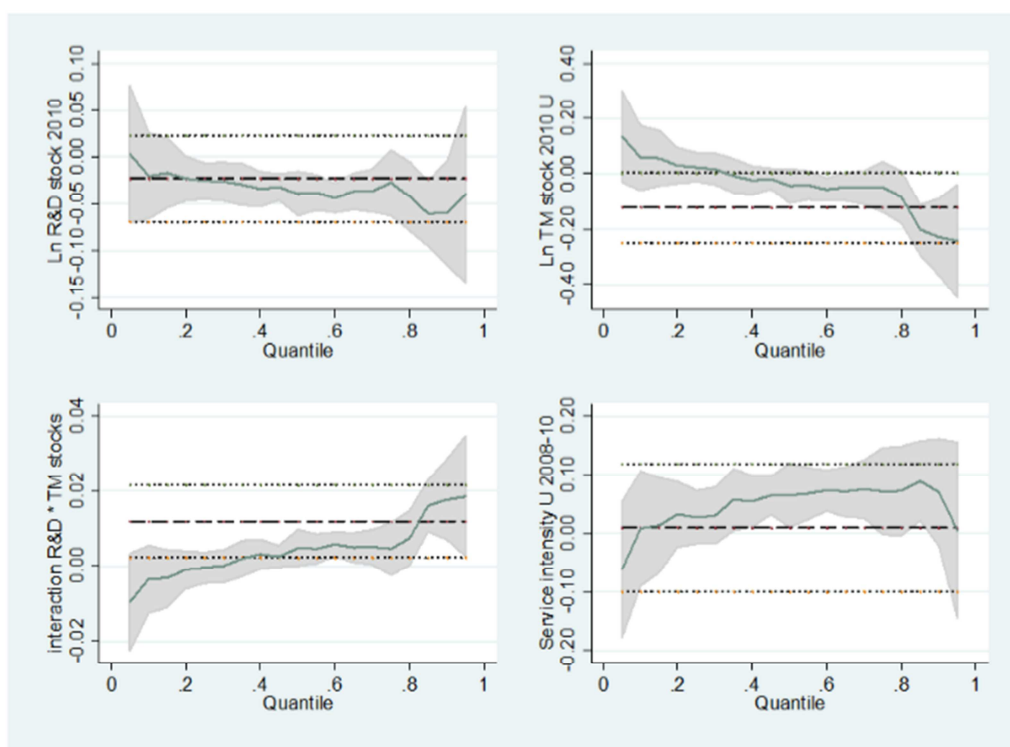 Ln R&D stock 2010
-0.15 -0.10 -0.05 0.00 0.05 0.10
0 .2 .4 .6 .8 1
Quantile
Ln TM stock 2010 U
-0.40 -0.20 0.00 0.20 0.40
0 .2 .4 .6 .8 1
Quantile
interaction R&D * TM stocks
-0.02 0.00 0.02 0.04
0 .2 .4 .6 .8 1
Quantile
Service intensity U 2008-10
-0.20 -0.10 0.00 0.10 0.20
0 .2 .4 .6 .8 1
Quantile